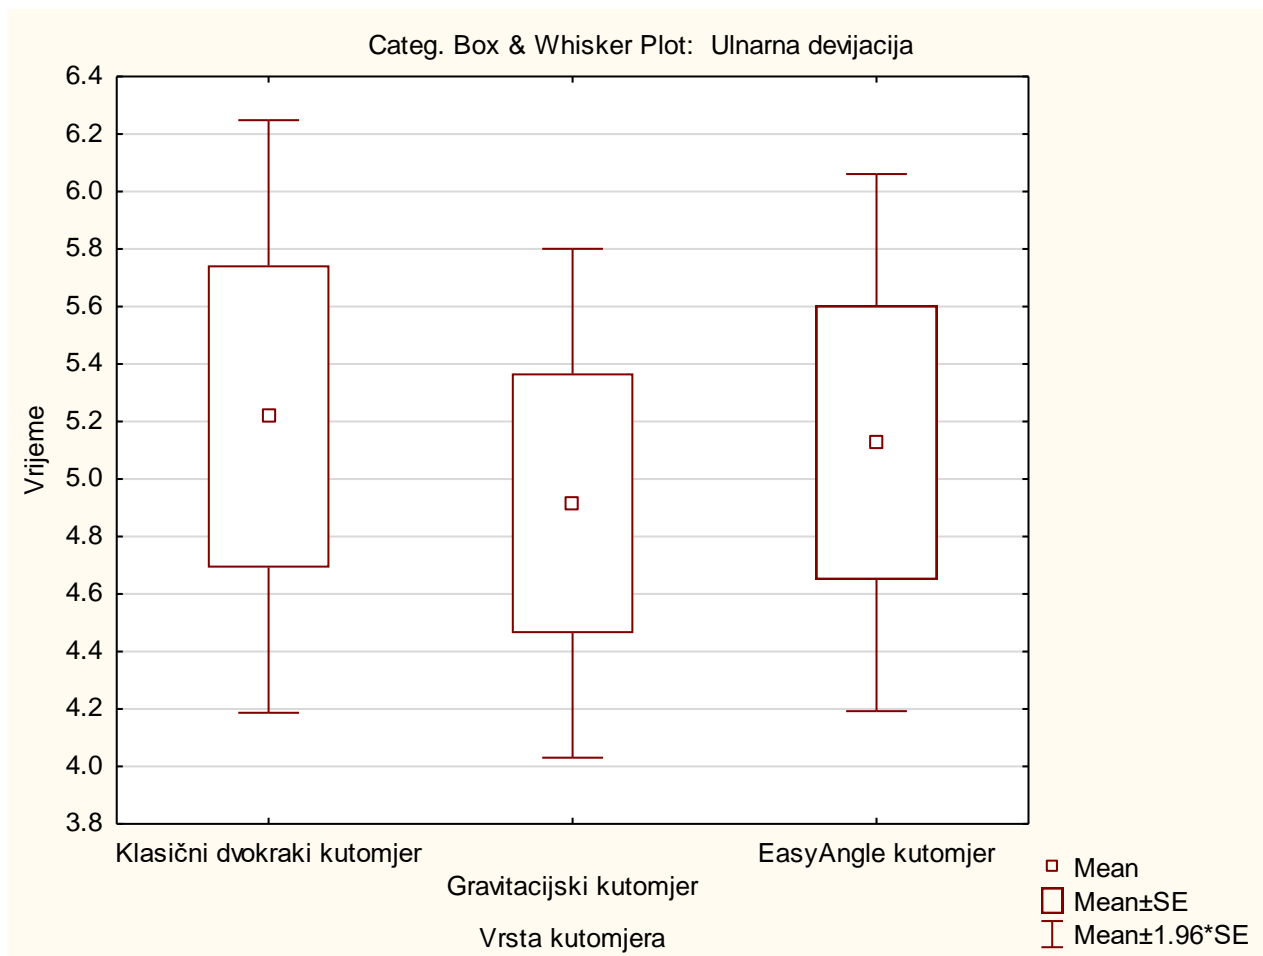 Categ. Box & Whisker Plot:  Ulnarna devijacija
6.4
6.2
6.0
5.8
5.6
5.4
5.2
5.0
4.8
4.6
4.4
4.2
4.0
3.8
Vrijeme
Klasični dvokraki kutomjer
Gravitacijski kutomjer
EasyAngle kutomjer
Vrsta kutomjera
Mean
Mean±SE
Mean±1.96*SE